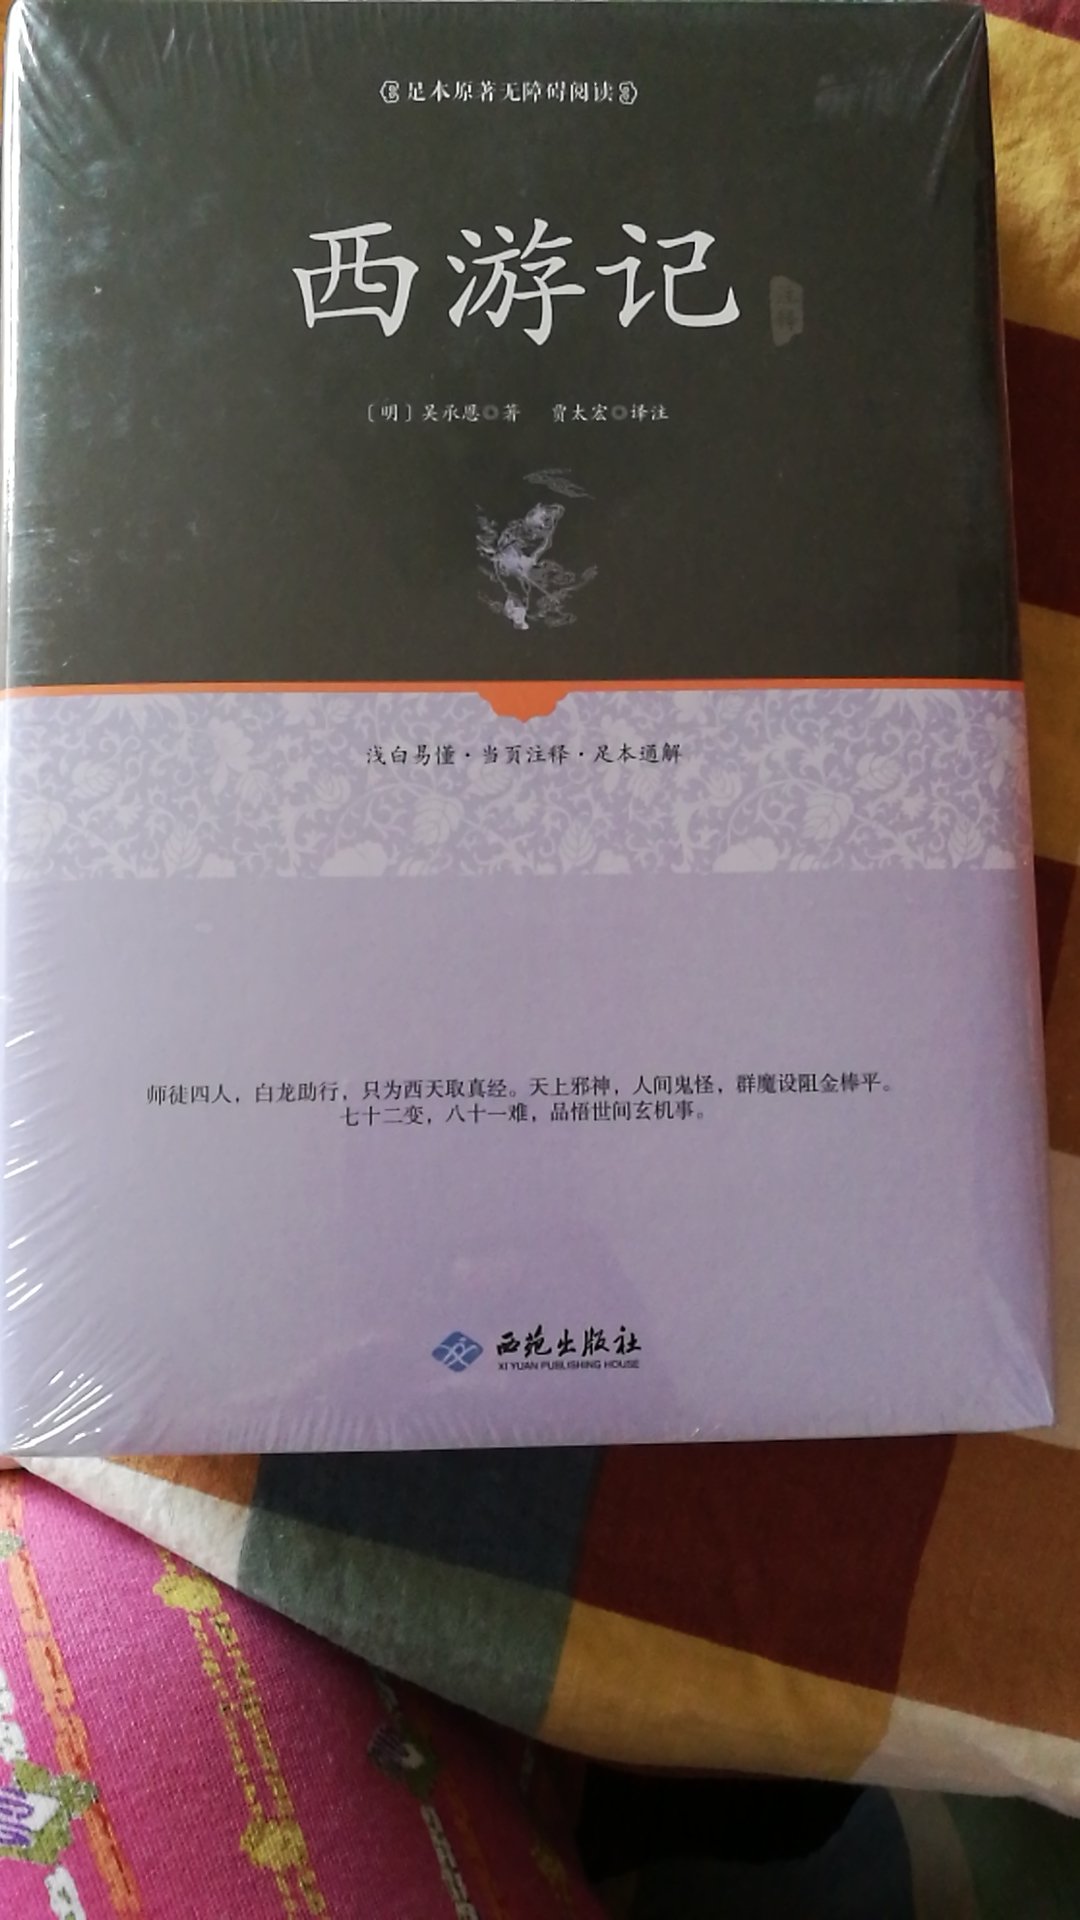 足本原著无障碍阅读
西游记
注释
〔明〕吴承恩 著 贾太宏 译注
浅白易懂·当页注释·足本通解
师徒四人，白龙助行，只为西天取真经。天上邪神，人间鬼怪，群魔设阻金棒平。
七十二变，八十一难，品悟世间玄机事。
西苑出版社
XI YUAN PUBLISHING HOUSE